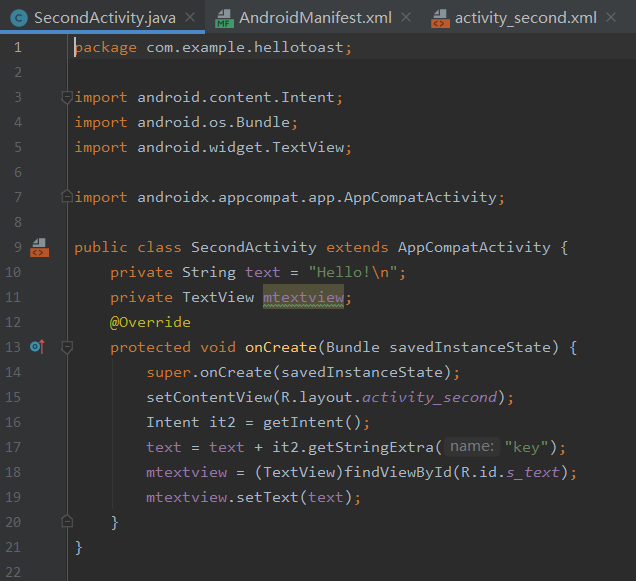 SecondActivity.java AndroidManifest.xml activity_second.xml
1 package com.example.hellotoast;
2
3 import android.content.Intent;
4 import android.os.Bundle;
5 import android.widget.TextView;
6
7 import androidx.appcompat.app.AppCompatActivity;
8
9 public class SecondActivity extends AppCompatActivity {
10 private String text = "Hello!\n";
11 private TextView mtextview;
12 @Override
13 protected void onCreate(Bundle savedInstanceState) {
14 super.onCreate(savedInstanceState);
15 setContentView(R.layout.activity_second);
16 Intent it2 = getIntent();
17 text = text + it2.getStringExtra( name: "key");
18 mtextview = (TextView)findViewById(R.id.s_text);
19 mtextview.setText(text);
20 }
21 }
22